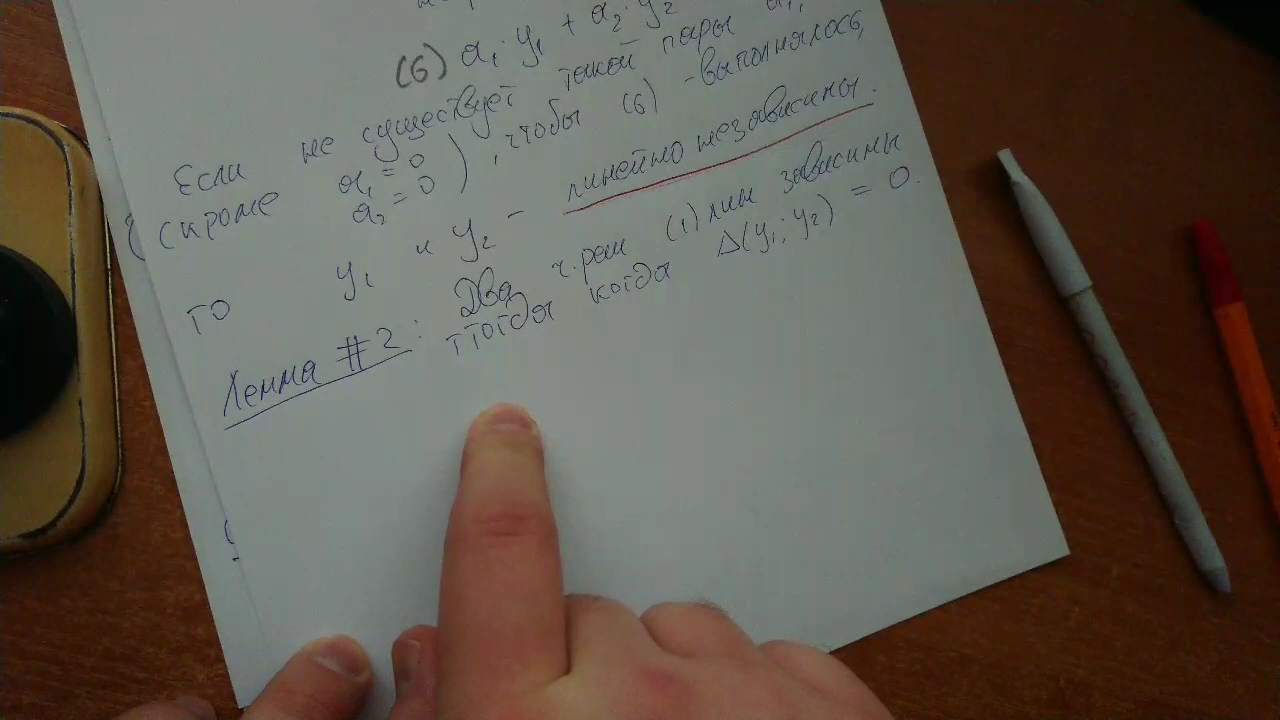 (6) α₁·y₁ + α₂·y₂
Если не существует такой пары α₁,
(кроме α₁ = 0 α₂ = 0), чтобы (6) - выполнялось,
то y₁ и y₂ - линейно независимы.
Лемма #2: Два ч.реш (1) лин зависимы
ттогда когда Δ(y₁; y₂) = 0.